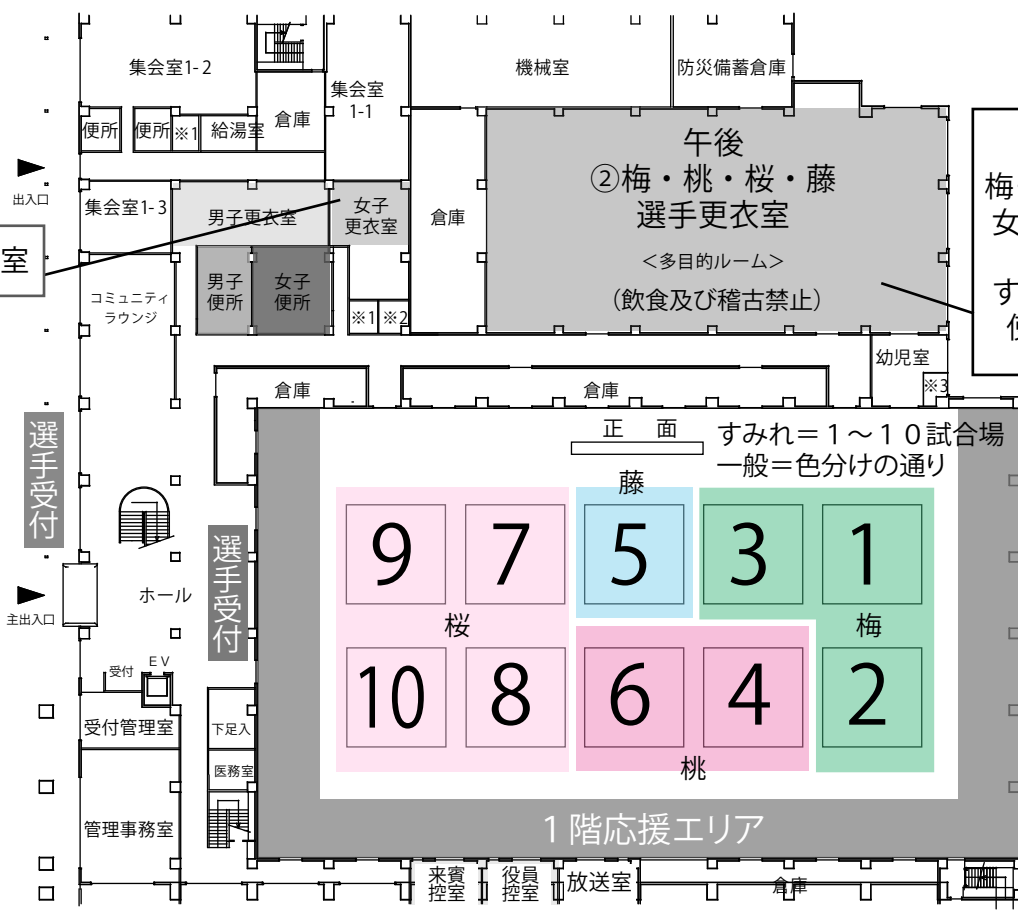 集会室1-2
機械室
防災備蓄倉庫
集会室
1-1
倉庫
便所
便所
※1
給湯室
午後
②梅・桃・桜・藤
選手更衣室
＜多目的ルーム＞
（飲食及び稽古禁止）
出入口
集会室1-3
男子更衣室
女子
更衣室
倉庫
梅
女
す
室
男子
便所
女子
便所
コミュニティ
ラウンジ
※1
※2
幼児室
※3
倉庫
倉庫
正　面
すみれ＝１〜１０試合場
一般＝色分けの通り
選手受付
藤
9
7
5
3
1
選手受付
ホール
主出入口
桜
梅
受付
EV
10
8
6
4
2
受付管理室
下足入
桃
医務室
管理事務室
１階応援エリア
来賓
控室
役員
控室
放送室
倉庫